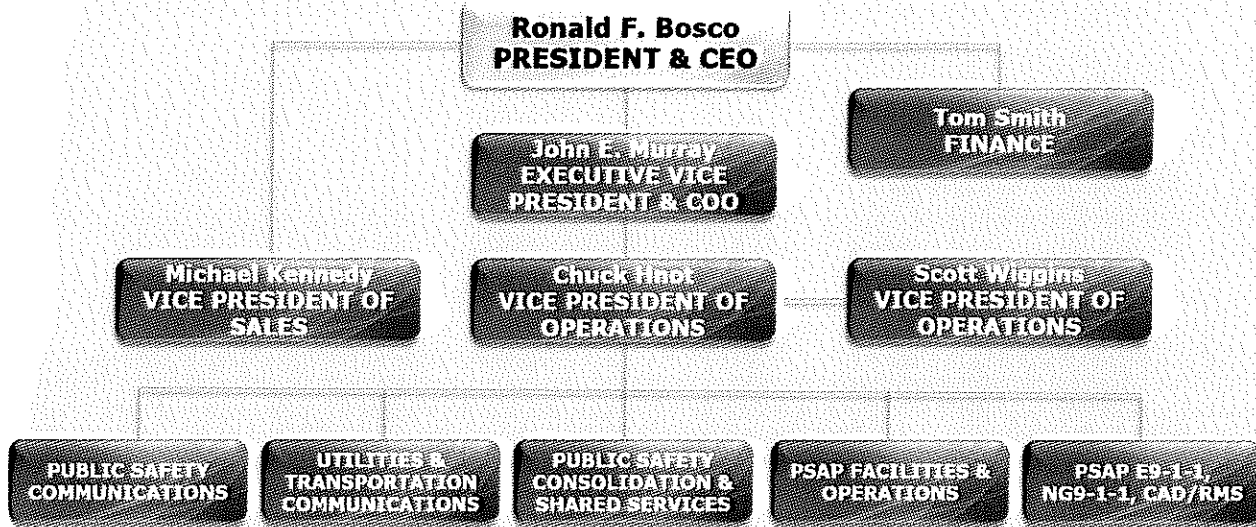 Ronald F. Bosco
PRESIDENT & CEO
Tom Smith
FINANCE
John E. Murray
EXECUTIVE VICE
PRESIDENT & COO
Michael Kennedy
VICE PRESIDENT OF
SALES
Chuck Hnot
VICE PRESIDENT OF
OPERATIONS
Scott Wiggins
VICE PRESIDENT OF
OPERATIONS
PUBLIC SAFETY
COMMUNICATIONS
UTILITIES &
TRANSPORTATION
COMMUNICATIONS
PUBLIC SAFETY
CONSOLIDATION &
SHARED SERVICES
PSAP FACILITIES &
OPERATIONS
PSAP E9-1-1,
NG9-1-1, CAD/RMS